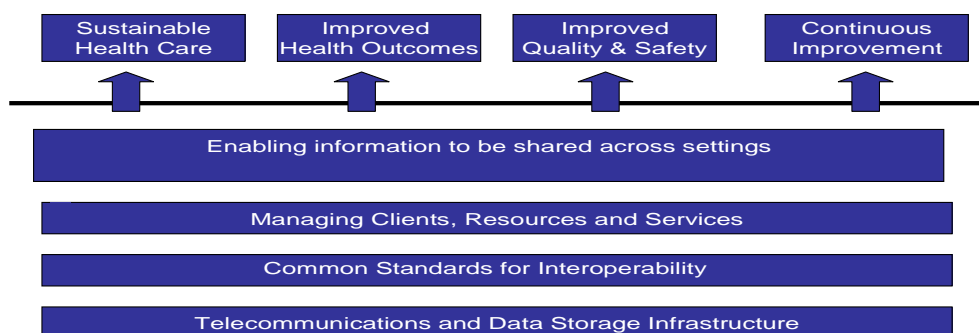 Sustainable
Health Care
Improved
Health Outcomes
Improved
Quality & Safety
Continuous
Improvement
Enabling information to be shared across settings
Managing Clients, Resources and Services
Common Standards for Interoperability
Telecommunications and Data Storage Infrastructure